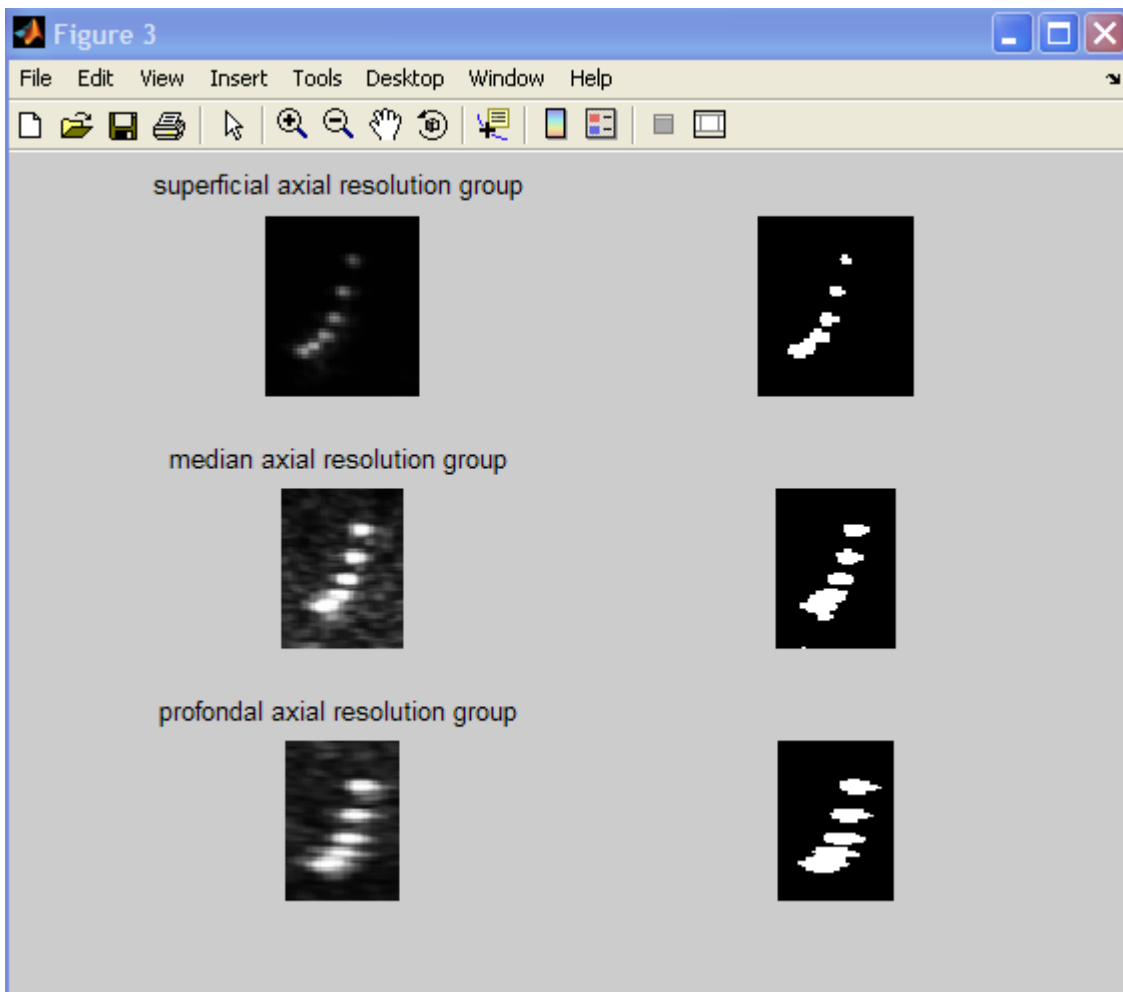 Figure 3
File Edit View Insert Tools Desktop Window Help
superficial axial resolution group
median axial resolution group
profondal axial resolution group